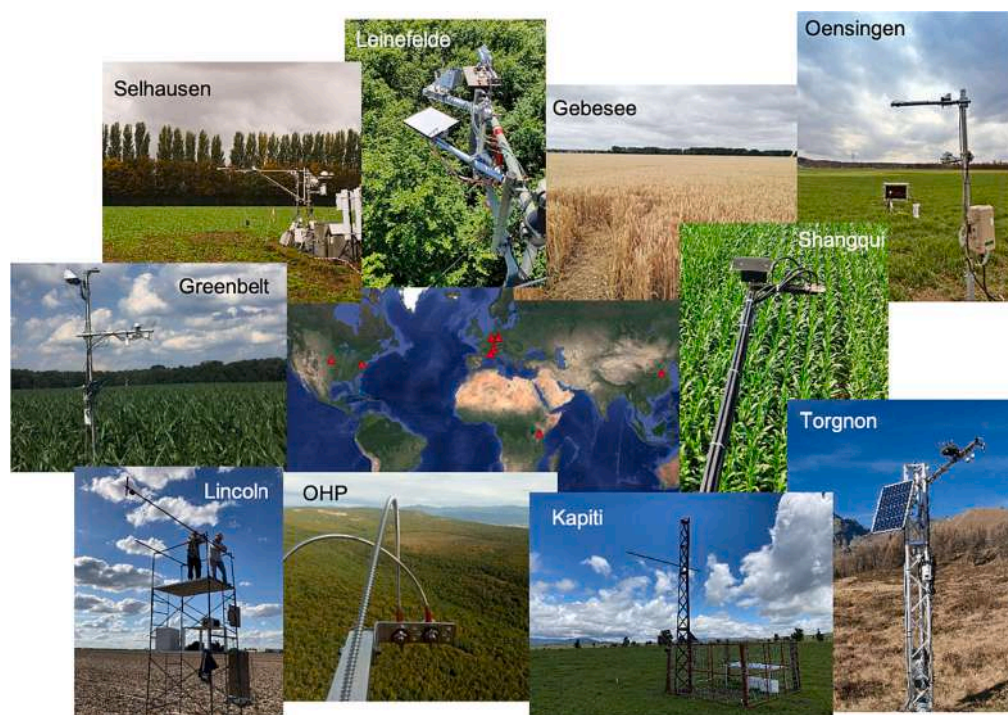 Leinefelde
Oensingen
Selhausen
Gebesee
Shangqui
Greenbelt
Torgnon
Lincoln
OHP
Kapiti